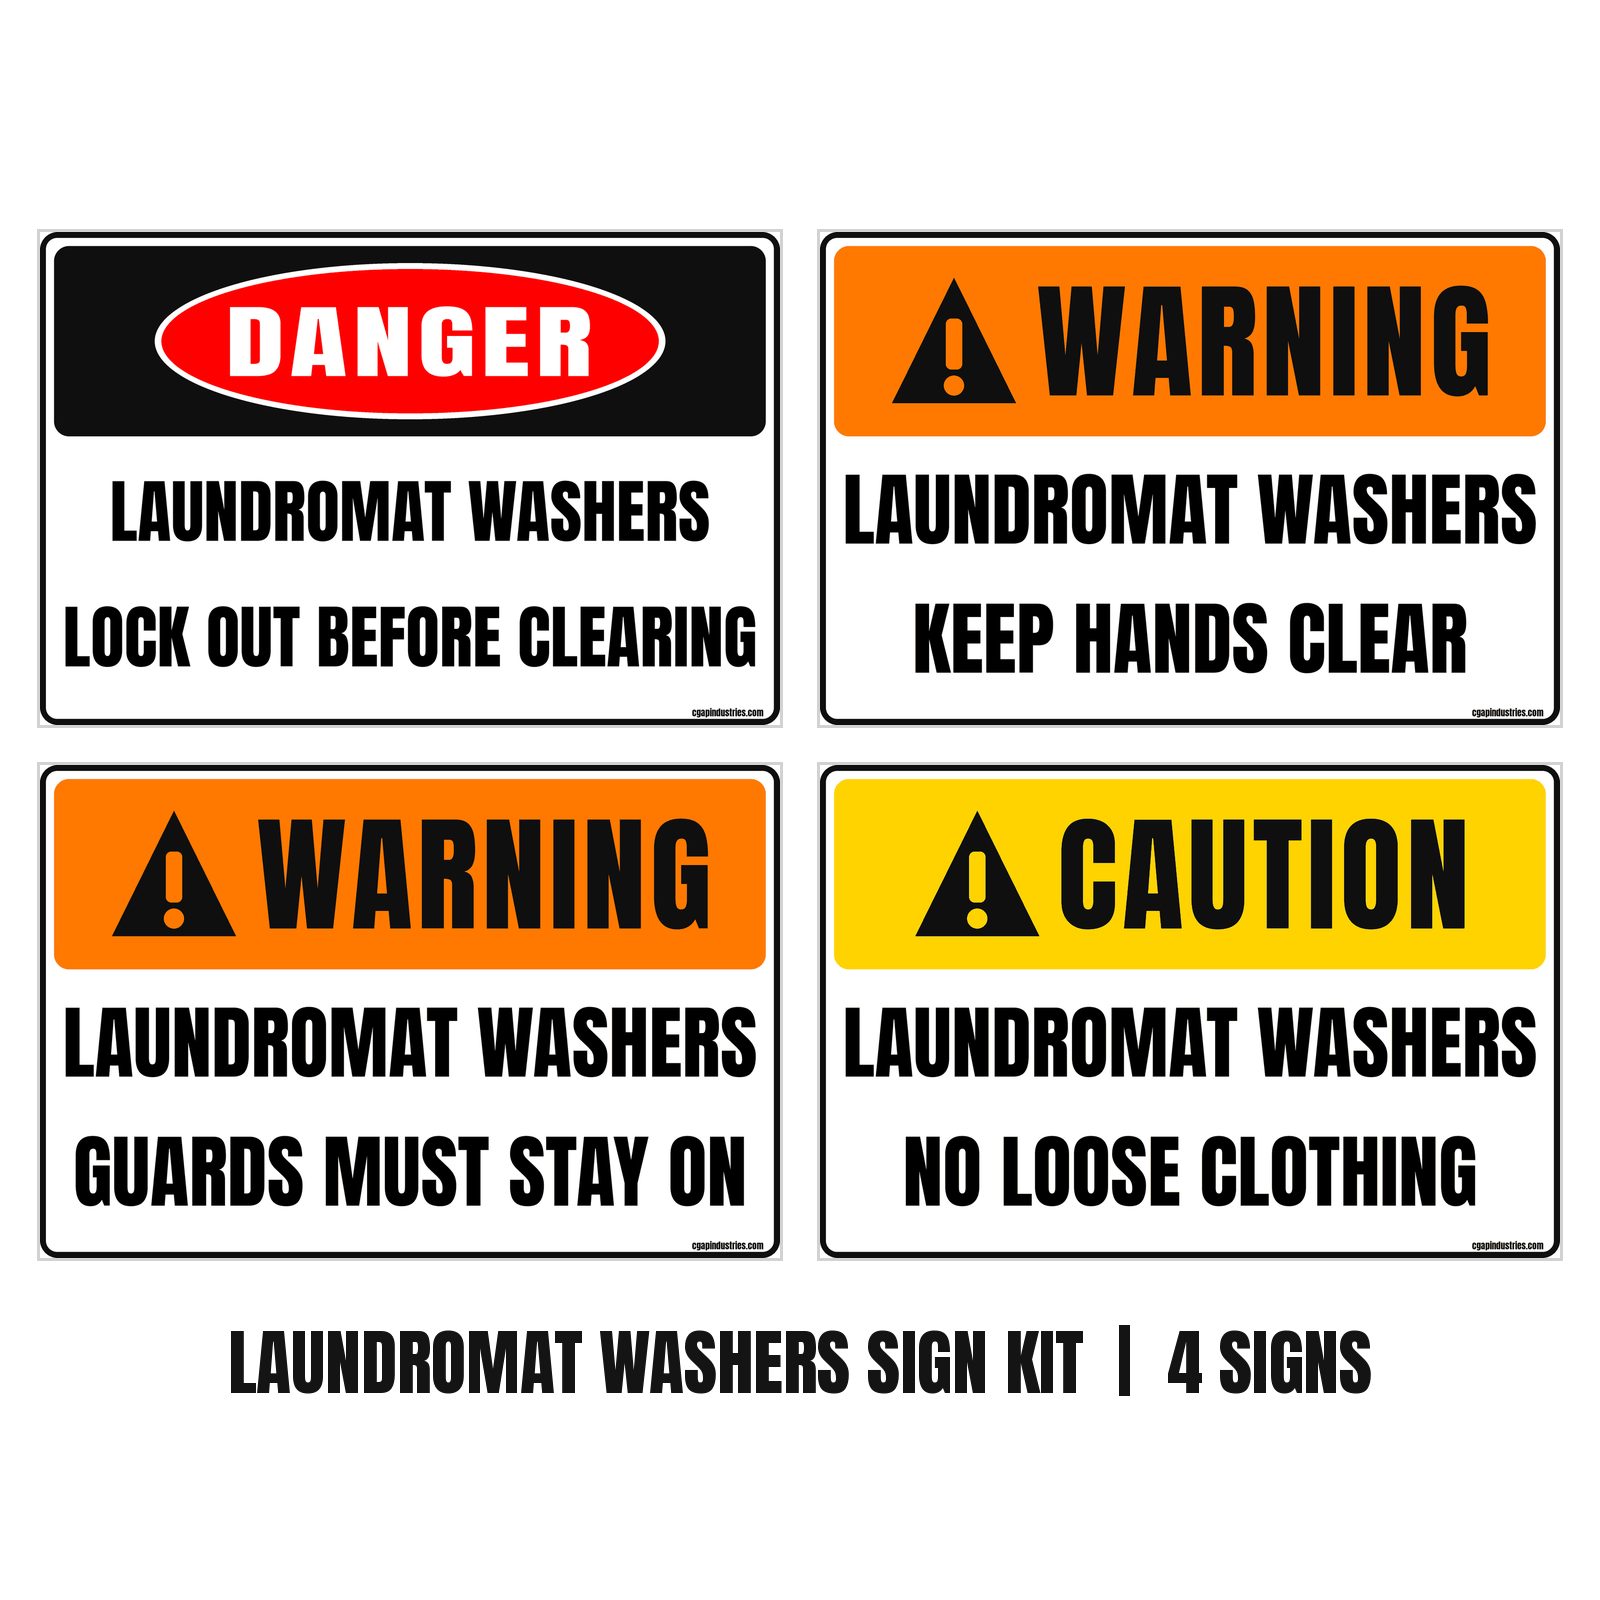 DANGER
LAUNDROMAT WASHERS
LOCK OUT BEFORE CLEARING
cgapindustries.com
WARNING
LAUNDROMAT WASHERS
KEEP HANDS CLEAR
cgapindustries.com
WARNING
LAUNDROMAT WASHERS
GUARDS MUST STAY ON
cgapindustries.com
CAUTION
LAUNDROMAT WASHERS
NO LOOSE CLOTHING
cgapindustries.com
LAUNDROMAT WASHERS SIGN KIT | 4 SIGNS